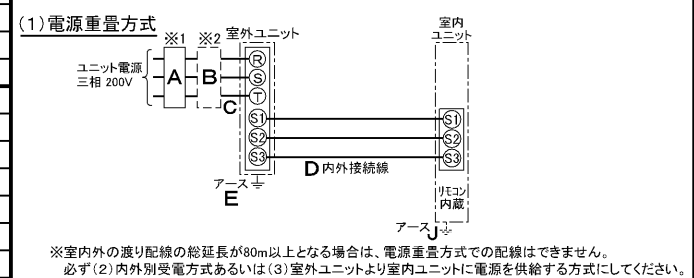 (1)電源重畳方式
※1 ※2 室外ユニット
室内
ユニット
ユニット電源
三相 200V
A
B
C
R
S
T
S1
S2
S3
S1
S2
S3
D 内外接続線
アース
E
リモコン
内蔵
アース J
※室内外の渡り配線の総延長が80m以上となる場合は、電源重畳方式での配線はできません。
必ず(2)内外別受電方式あるいは(3)室外ユニットより室内ユニットに電源を供給する方式にしてください。